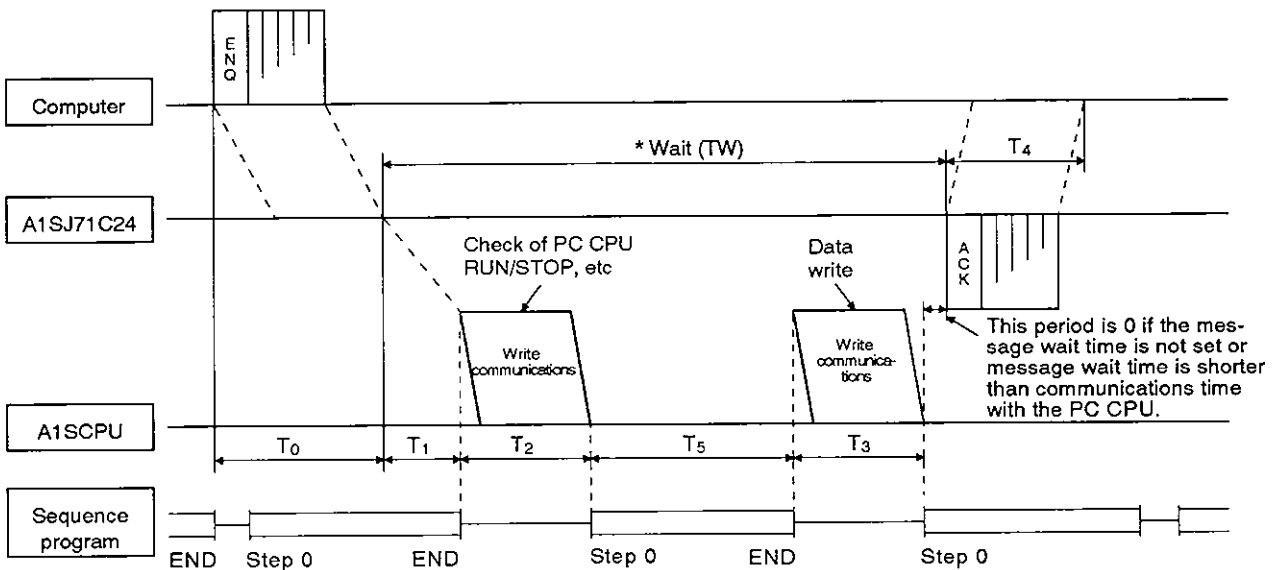 ENQ
Computer
* Wait (TW)
T4
A1SJ71C24
Check of PC CPU
RUN/STOP, etc
Data
write
ACK
Write
communications
Write
communica-
tions
This period is 0 if the mes-
sage wait time is not set or
message wait time is shorter
than communications time
with the PC CPU.
A1SCPU
T0
T1
T2
T5
T3
Sequence
program
END
Step 0
END
Step 0
END
Step 0